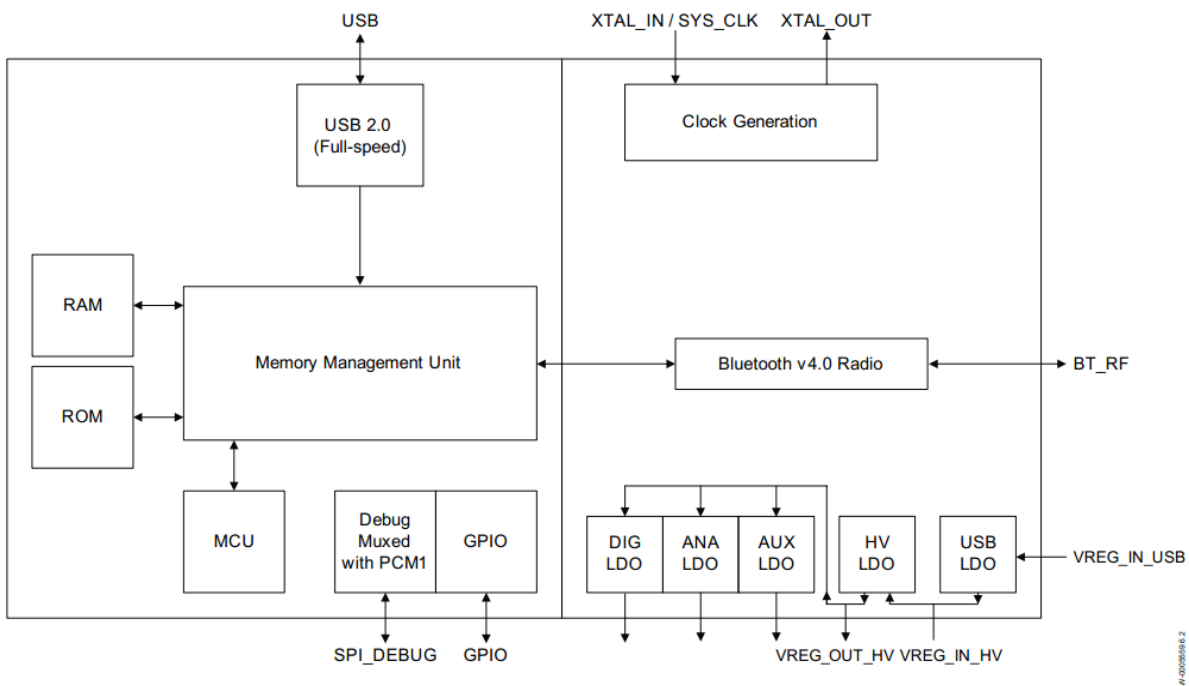 USB
XTAL_IN / SYS_CLK
XTAL_OUT
USB 2.0
(Full-speed)
Clock Generation
RAM
Memory Management Unit
Bluetooth v4.0 Radio
BT_RF
ROM
MCU
Debug
Muxed
with PCM1
GPIO
DIG
LDO
ANA
LDO
AUX
LDO
HV
LDO
USB
LDO
VREG_IN_USB
SPI_DEBUG
GPIO
VREG_OUT_HV
VREG_IN_HV